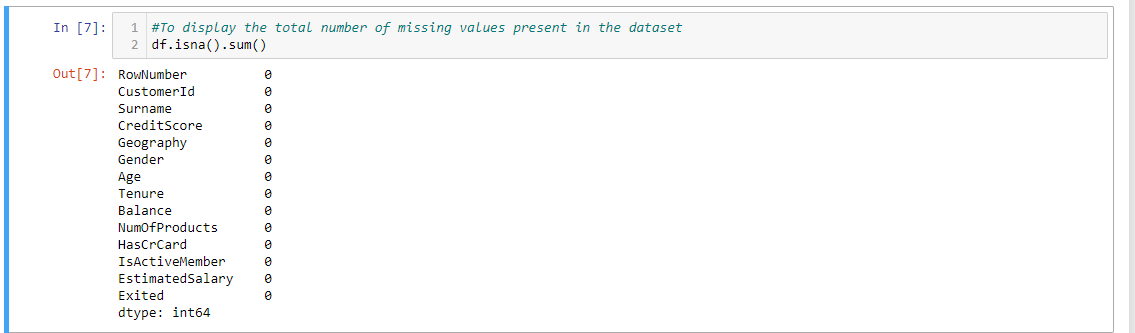 In [7]: 1 #To display the total number of missing values present in the dataset
2 df.isna().sum()
Out[7]: RowNumber 0
CustomerId 0
Surname 0
CreditScore 0
Geography 0
Gender 0
Age 0
Tenure 0
Balance 0
NumOfProducts 0
HasCrCard 0
IsActiveMember 0
EstimatedSalary 0
Exited 0
dtype: int64